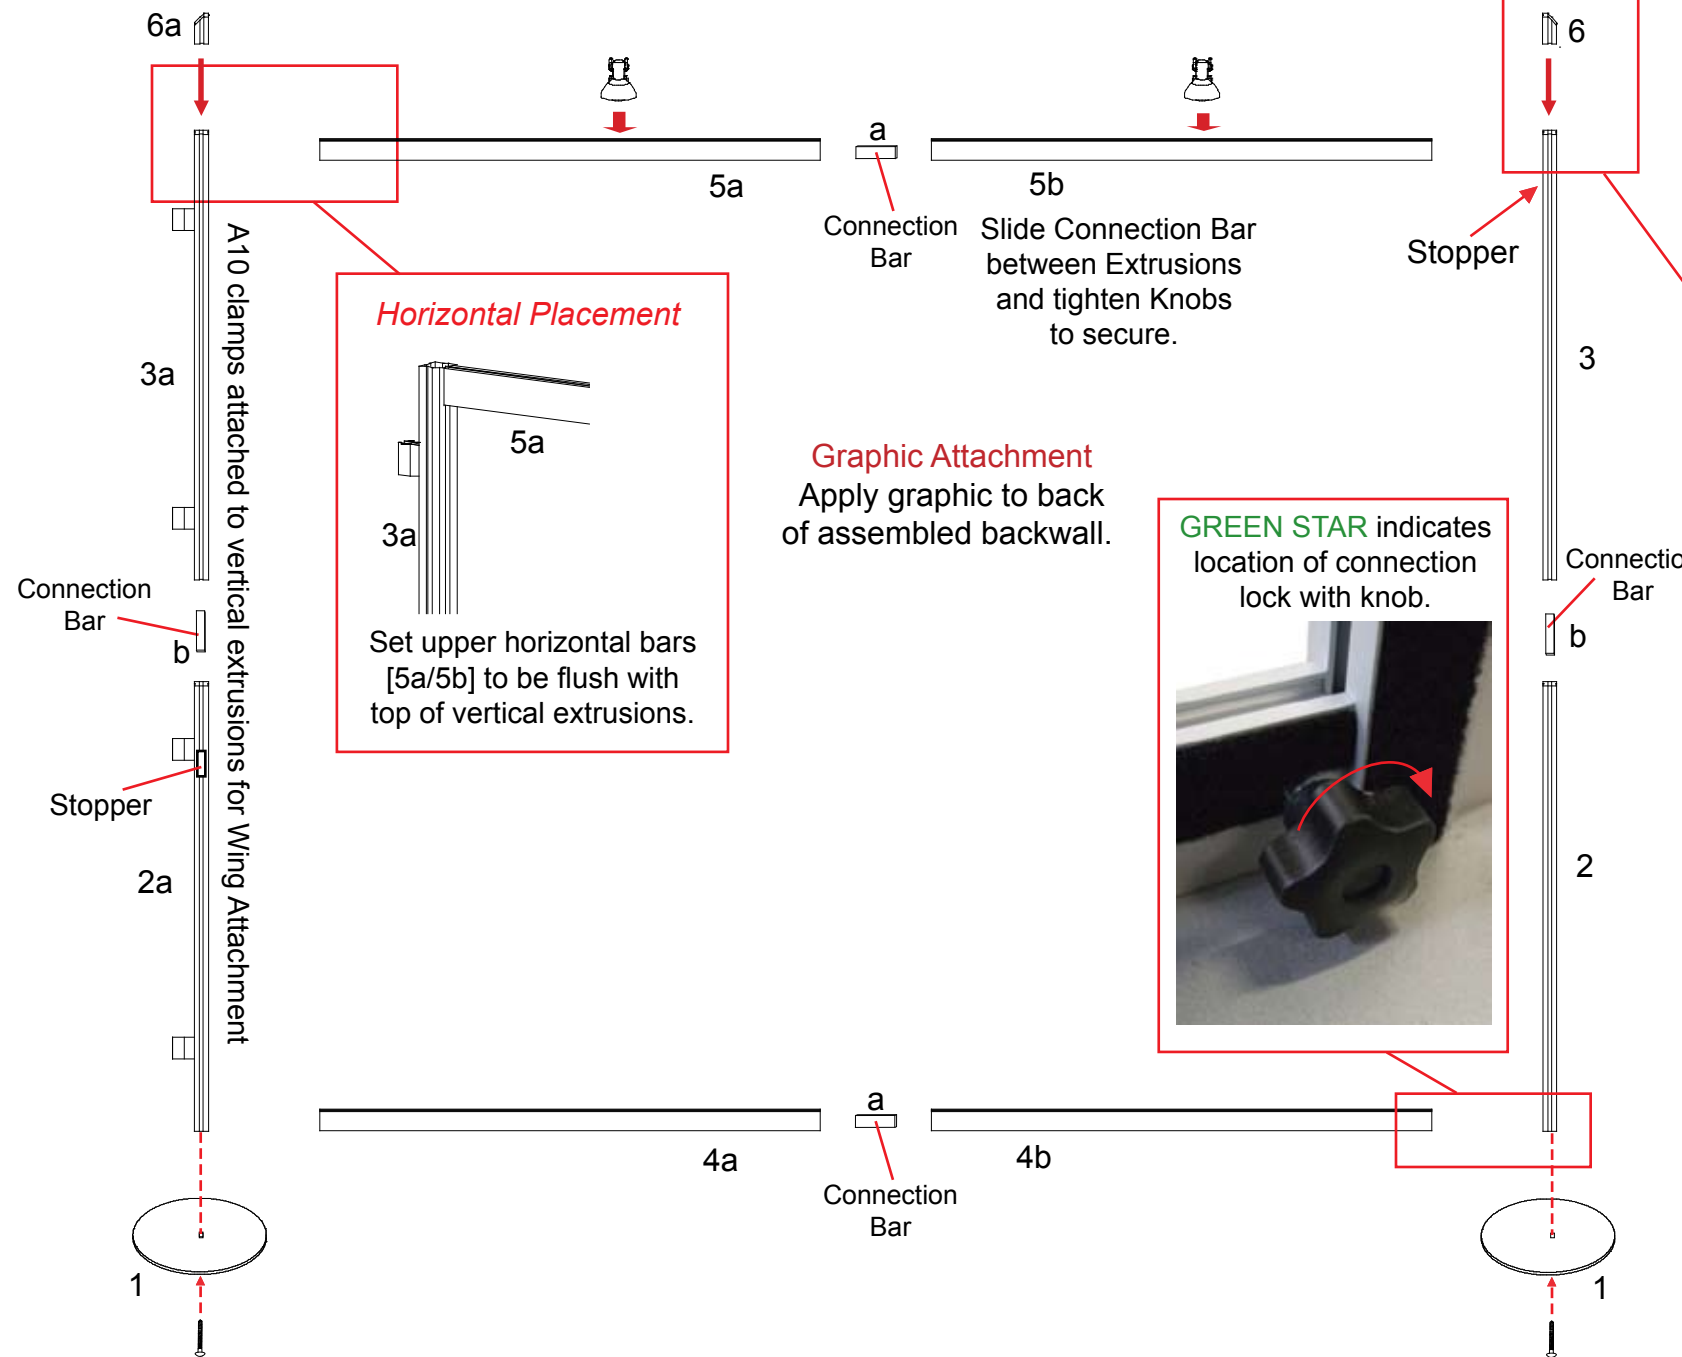 6a
6
a
5a
5b
Connection
Bar
Slide Connection Bar
between Extrusions
and tighten Knobs
to secure.
Stopper
A10 clamps attached to vertical extrusions for Wing Attachment
Horizontal Placement
3a
5a
3a
Set upper horizontal bars
[5a/5b] to be flush with
top of vertical extrusions.
3
Graphic Attachment
Apply graphic to back
of assembled backwall.
GREEN STAR indicates
location of connection
lock with knob.
Connection
Bar
b
Connectio
Bar
b
Stopper
2a
2
a
4a
4b
Connection
Bar
1
1